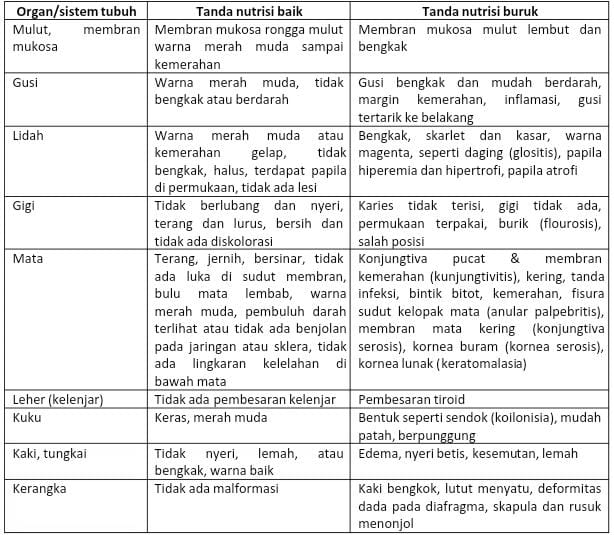 Organ/sistem tubuh Tanda nutrisi baik Tanda nutrisi buruk
Mulut, membran mukosa
Membran mukosa rongga mulut
warna merah muda sampai
kemerahan
Membran mukosa mulut lembut dan
bengkak
Gusi
Warna merah muda, tidak
bengkak atau berdarah
Gusi bengkak dan mudah berdarah,
margin kemerahan, inflamasi, gusi
tertarik ke belakang
Lidah
Warna merah muda atau
kemerahan gelap, tidak
bengkak, halus, terdapat papila
di permukaan, tidak ada lesi
Bengkak, skarlet dan kasar, warna
magenta, seperti daging (glositis), papila
hiperemia dan hipertrofi, papila atrofi
Gigi
Tidak berlubang dan nyeri,
terang dan lurus, bersih dan
tidak ada diskolorasi
Karies tidak terisi, gigi tidak ada,
permukaan terpakai, burik (flourosis),
salah posisi
Mata
Terang, jernih, bersinar, tidak
ada luka di sudut membran,
bulu mata lembab, warna
merah muda, pembuluh darah
terlihat atau tidak ada benjolan
pada jaringan atau sklera, tidak
ada lingkaran kelelahan di
bawah mata
Konjungtiva pucat & membran
kemerahan (kunjungtivitis), kering, tanda
infeksi, bintik bitot, kemerahan, fisura
sudut kelopak mata (anular palpebritis),
membran mata kering (konjungtiva
serosis), kornea buram (kornea serosis),
kornea lunak (keratomalasia)
Leher (kelenjar)
Tidak ada pembesaran kelenjar
Pembesaran tiroid
Kuku
Keras, merah muda
Bentuk seperti sendok (koilonisia), mudah
patah, berpunggung
Kaki, tungkai
Tidak nyeri, lemah, atau
bengkak, warna baik
Edema, nyeri betis, kesemutan, lemah
Kerangka
Tidak ada malformasi
Kaki bengkok, lutut menyatu, deformitas
dada pada diafragma, skapula dan rusuk
menonjol